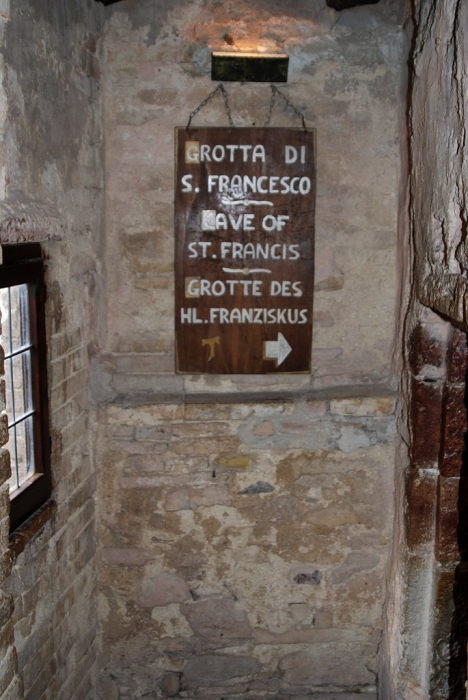 GROTTA DI
S. FRANCESCO
CAVE OF
ST. FRANCIS
GROTTE DES
HL. FRANZISKUS